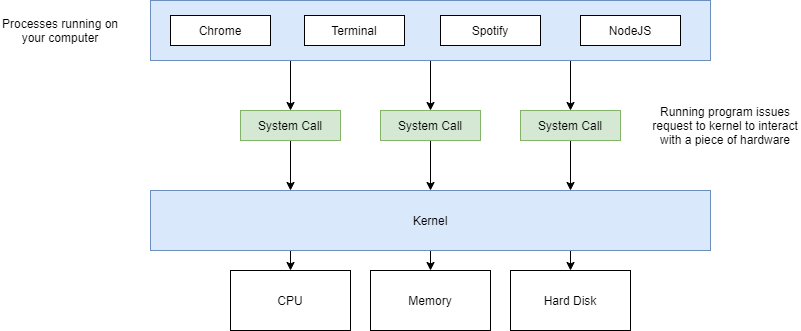 Processes running on
your computer
Chrome
Terminal
Spotify
NodeJS
System Call
System Call
System Call
Running program issues
request to kernel to interact
with a piece of hardware
Kernel
CPU
Memory
Hard Disk